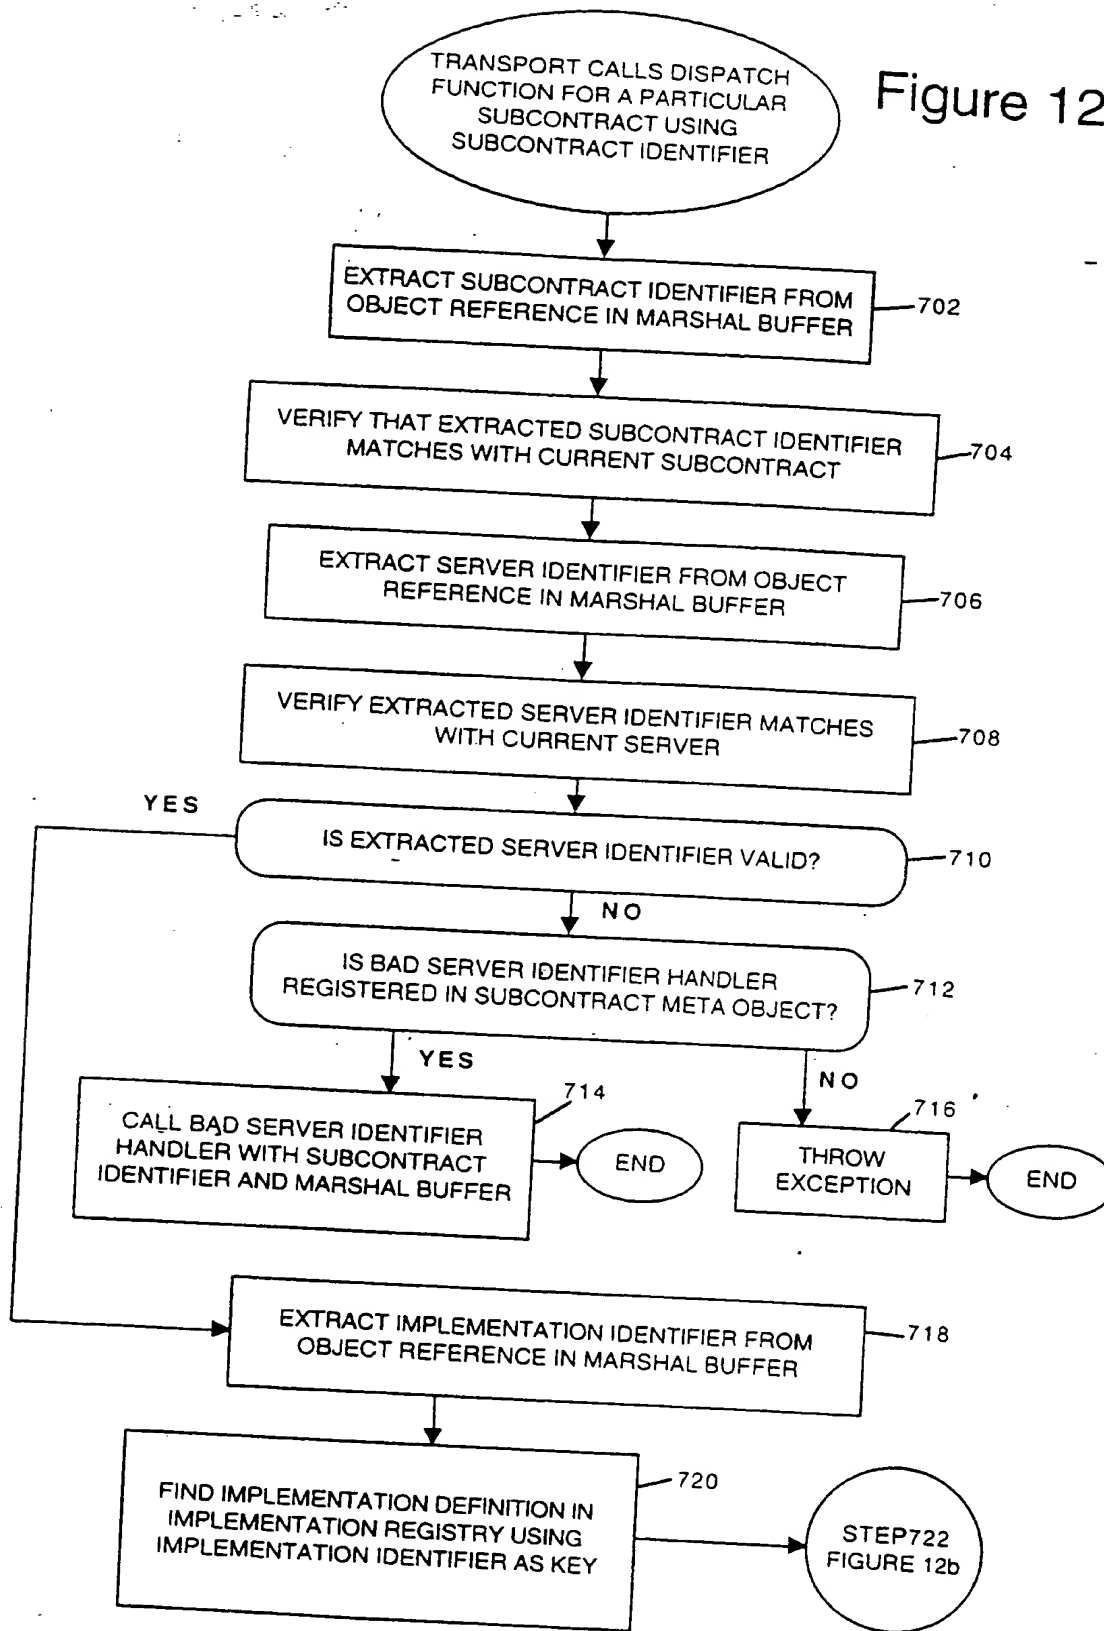 TRANSPORT CALLS DISPATCH
FUNCTION FOR A PARTICULAR
SUBCONTRACT USING
SUBCONTRACT IDENTIFIER
Figure 12
EXTRACT SUBCONTRACT IDENTIFIER FROM
OBJECT REFERENCE IN MARSHAL BUFFER
702
VERIFY THAT EXTRACTED SUBCONTRACT IDENTIFIER
MATCHES WITH CURRENT SUBCONTRACT
704
EXTRACT SERVER IDENTIFIER FROM OBJECT
REFERENCE IN MARSHAL BUFFER
706
VERIFY EXTRACTED SERVER IDENTIFIER MATCHES
WITH CURRENT SERVER
708
YES
IS EXTRACTED SERVER IDENTIFIER VALID?
710
NO
IS BAD SERVER IDENTIFIER HANDLER
REGISTERED IN SUBCONTRACT META OBJECT?
712
YES
NO
714
CALL BAD SERVER IDENTIFIER
HANDLER WITH SUBCONTRACT
IDENTIFIER AND MARSHAL BUFFER
END
716
THROW
EXCEPTION
END
EXTRACT IMPLEMENTATION IDENTIFIER FROM
OBJECT REFERENCE IN MARSHAL BUFFER
718
FIND IMPLEMENTATION DEFINITION IN
IMPLEMENTATION REGISTRY USING
IMPLEMENTATION IDENTIFIER AS KEY
720
STEP722
FIGURE 12b